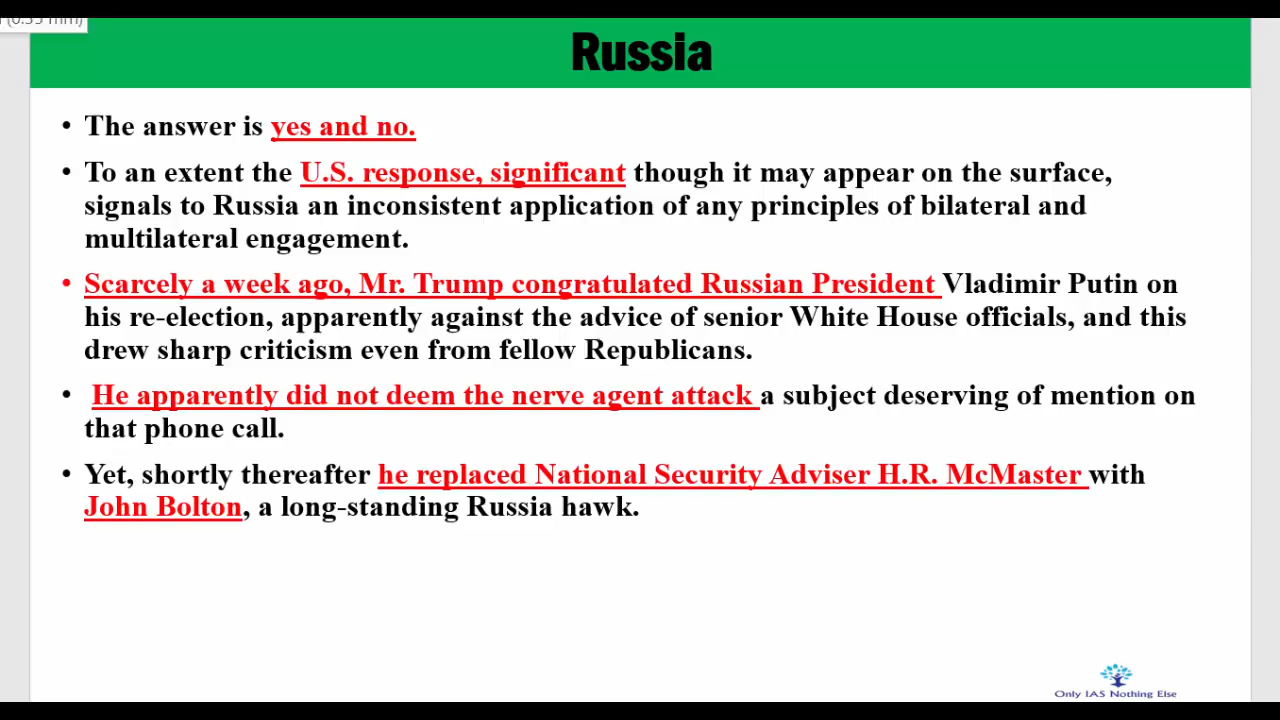 (0.35 mm)
Russia
• The answer is yes and no.
• To an extent the U.S. response, significant though it may appear on the surface,
signals to Russia an inconsistent application of any principles of bilateral and
multilateral engagement.
• Scarcely a week ago, Mr. Trump congratulated Russian President Vladimir Putin on
his re-election, apparently against the advice of senior White House officials, and this
drew sharp criticism even from fellow Republicans.
• He apparently did not deem the nerve agent attack a subject deserving of mention on
that phone call.
• Yet, shortly thereafter he replaced National Security Adviser H.R. McMaster with
John Bolton, a long-standing Russia hawk.
Only IAS Nothing Else